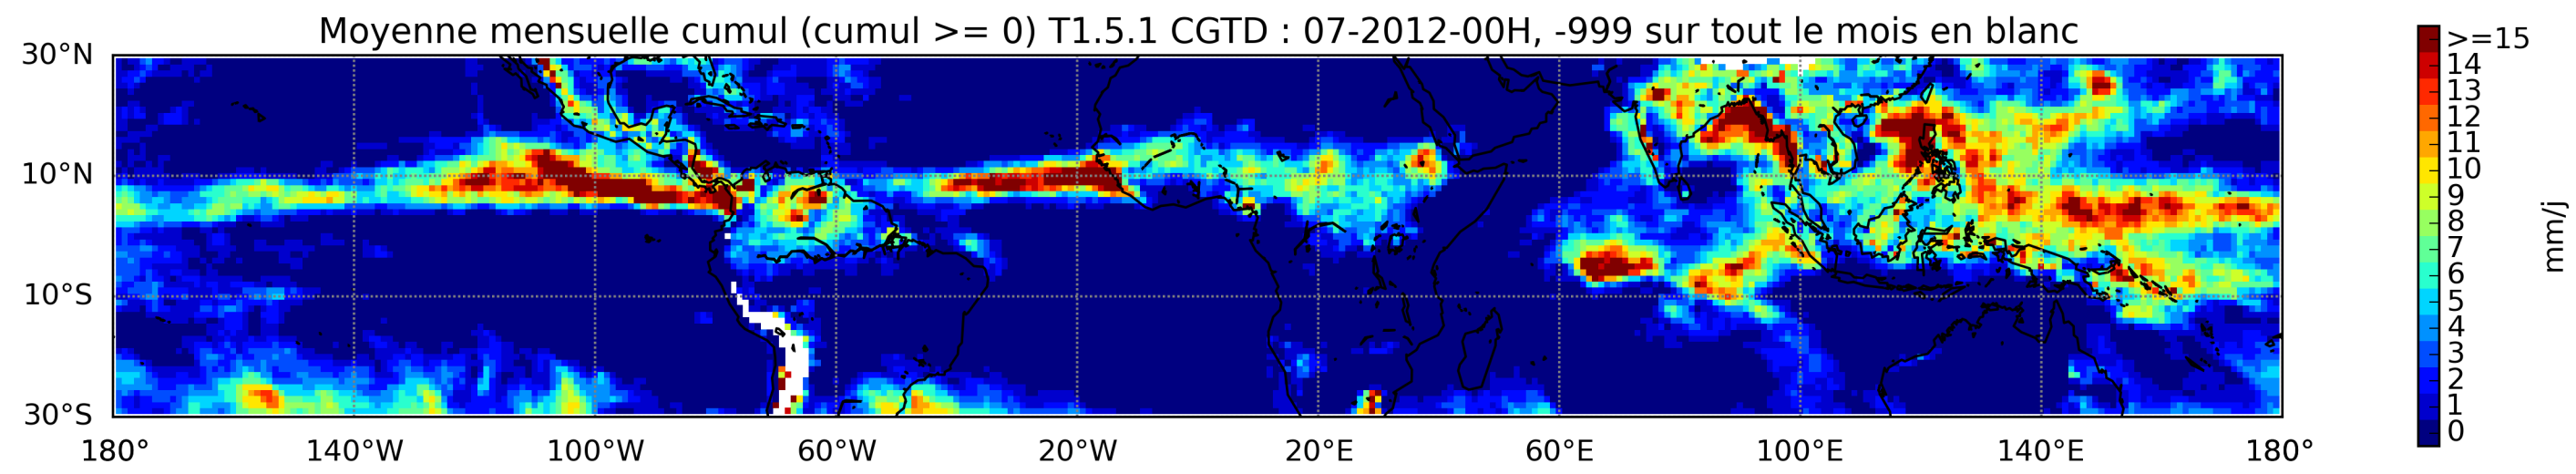 Moyenne mensuelle cumul (cumul >= 0) T1.5.1 CGTD : 07-2012-00H, -999 sur tout le mois en blanc
30°N
10°N
10°S
30°S
180° 140°W 100°W 60°W 20°W 20°E 60°E 100°E 140°E 180°
>=15
14
13
12
11
10
9
8
7
6
5
4
3
2
1
0
mm/j